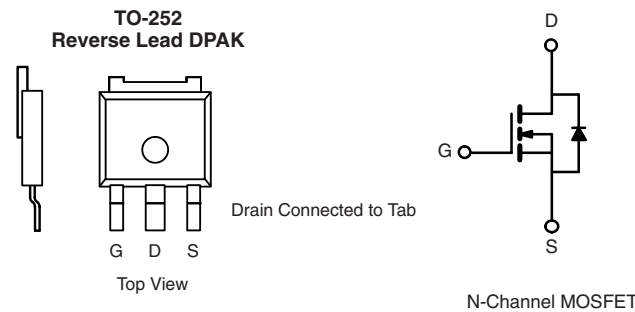 TO-252
Reverse Lead DPAK
Drain Connected to Tab
G D S
Top View
D
G
S
N-Channel MOSFET